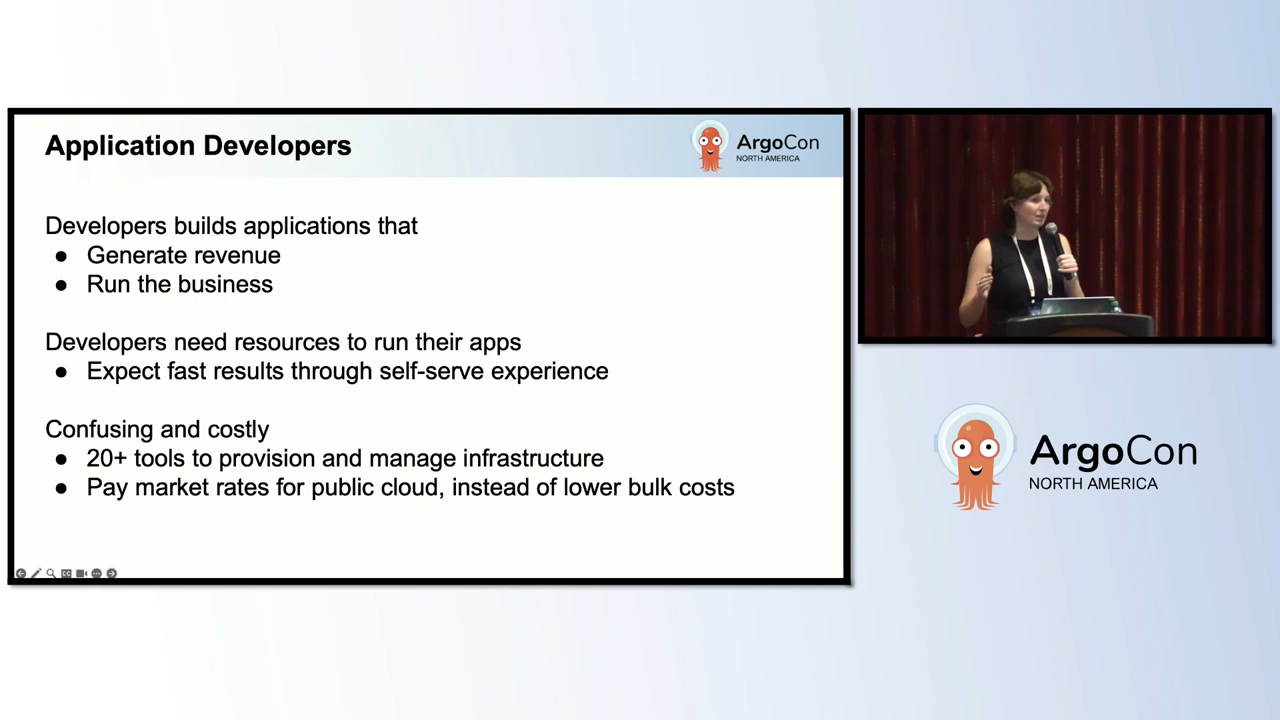 Application Developers
ArgoCon
NORTH AMERICA
Developers builds applications that
● Generate revenue
● Run the business
Developers need resources to run their apps
● Expect fast results through self-serve experience
Confusing and costly
● 20+ tools to provision and manage infrastructure
● Pay market rates for public cloud, instead of lower bulk costs
ArgoCon
NORTH AMERICA